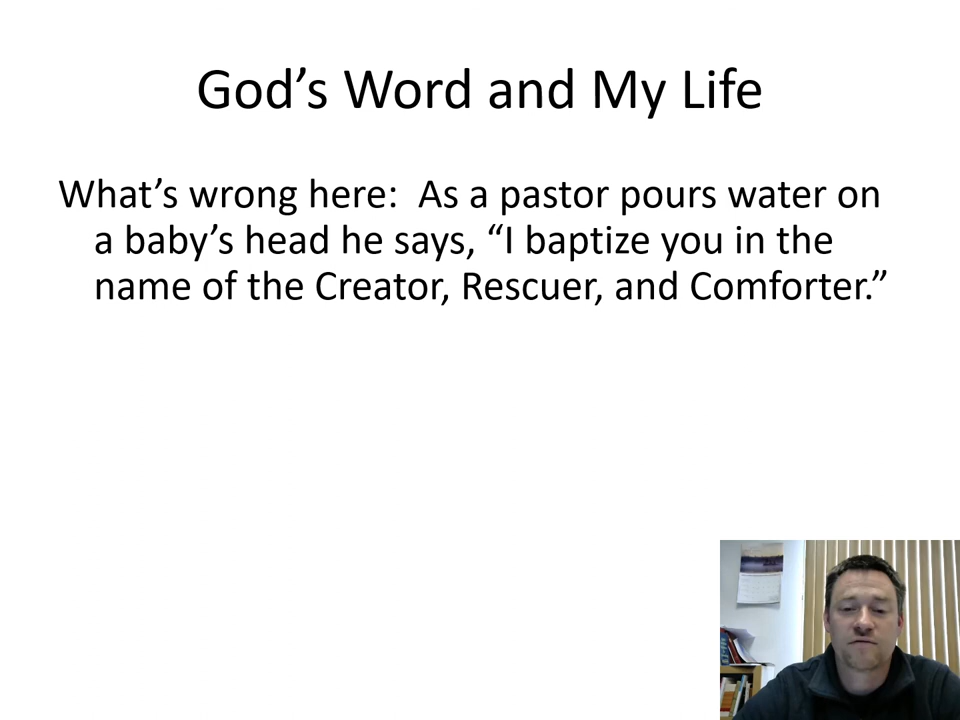 God’s Word and My Life
What’s wrong here:  As a pastor pours water on
a baby’s head he says, “I baptize you in the
name of the Creator, Rescuer, and Comforter.”